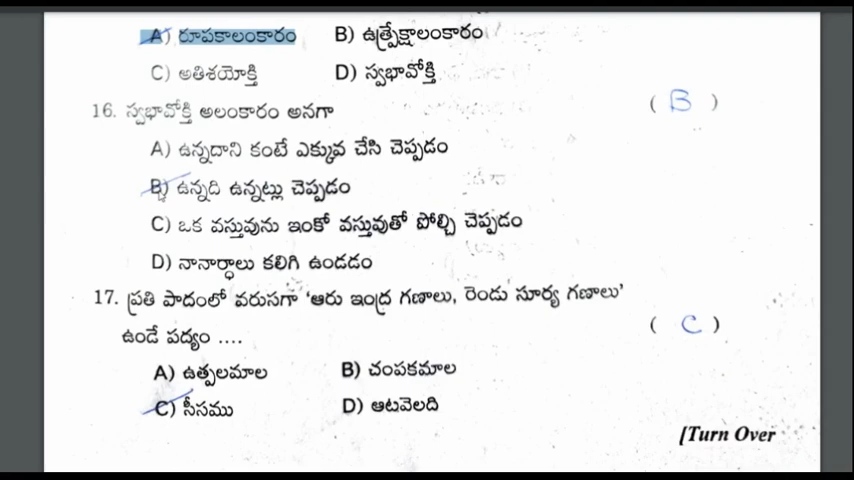 A) రూపకాలంకారం B) ఉత్ప్రేక్షాలంకారం
C) అతిశయోక్తి D) స్వభావోక్తి
16. స్వభావోక్తి అలంకారం అనగా ( B )
A) ఉన్నదాని కంటే ఎక్కువ చేసి చెప్పడం
B) ఉన్నది ఉన్నట్లు చెప్పడం
C) ఒక వస్తువును ఇంకో వస్తువుతో పోల్చి చెప్పడం
D) నానార్థాలు కలిగి ఉండడం
17. ప్రతి పాదంలో వరుసగా 'ఆరు ఇంద్ర గణాలు, రెండు సూర్య గణాలు'
ఉండే పద్యం .... ( C )
A) ఉత్పలమాల B) చంపకమాల
C) సీసము D) ఆటవెలది
[Turn Over